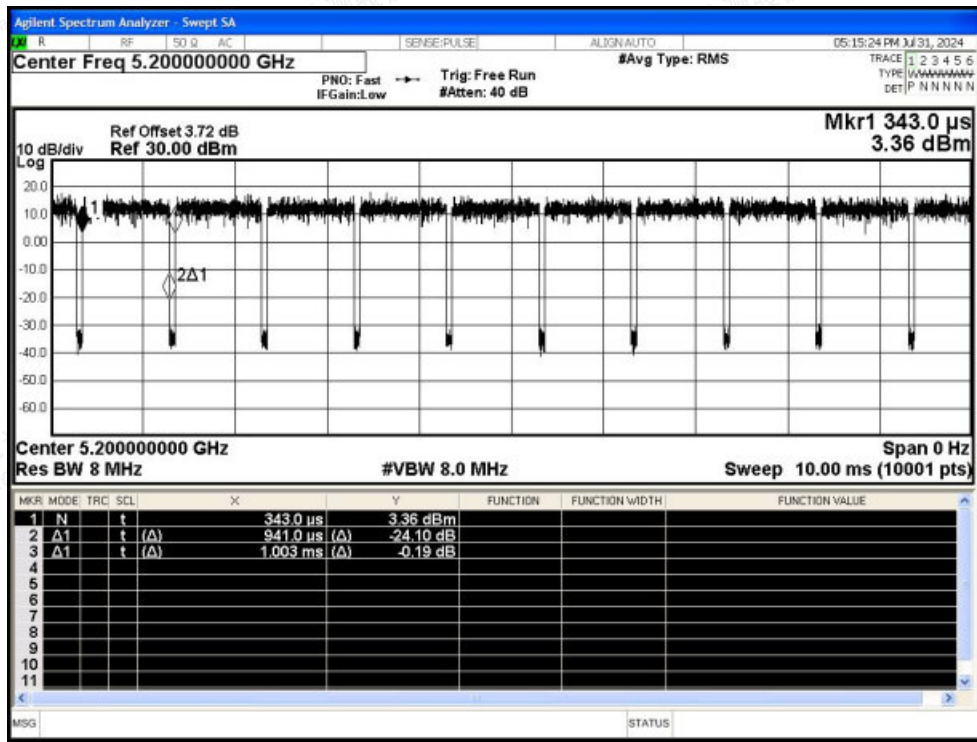 Agilent Spectrum Analyzer - Swept SA
LXI R RF 50 Ω AC SENSE:PULSE ALIGNAUTO 05:15:24 PM Jul 31, 2024
Center Freq 5.200000000 GHz #Avg Type: RMS TRACE 1 2 3 4 5 6
PNO: Fast Trig: Free Run TYPE
IFGain:Low #Atten: 40 dB DET P N N N N N
Mkr1 343.0 µs
Ref Offset 3.72 dB
10 dB/div Ref 30.00 dBm 3.36 dBm
Log
20.0
10.0 1
0.00
-10.0 2Δ1
-20.0
-30.0
-40.0
-50.0
-60.0
Center 5.200000000 GHz Span 0 Hz
Res BW 8 MHz #VBW 8.0 MHz Sweep 10.00 ms (10001 pts)
MKR MODE TRC SCL X Y FUNCTION FUNCTION WIDTH FUNCTION VALUE
1 N t 343.0 µs 3.36 dBm
2 Δ1 t (Δ) 941.0 µs (Δ) -24.10 dB
3 Δ1 t (Δ) 1.003 ms (Δ) -0.19 dB
4
5
6
7
8
9
10
11
MSG STATUS